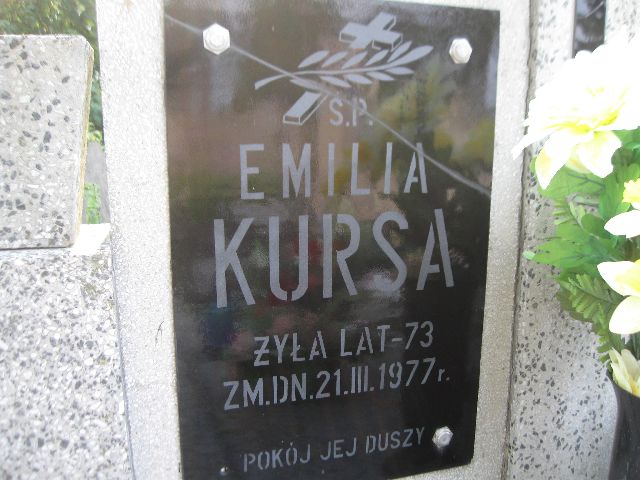 Ś.P.
EMILIA
KURSA
ŻYŁA LAT-73
ZM.DN.21.III.1977r.
POKÓJ JEJ DUSZY